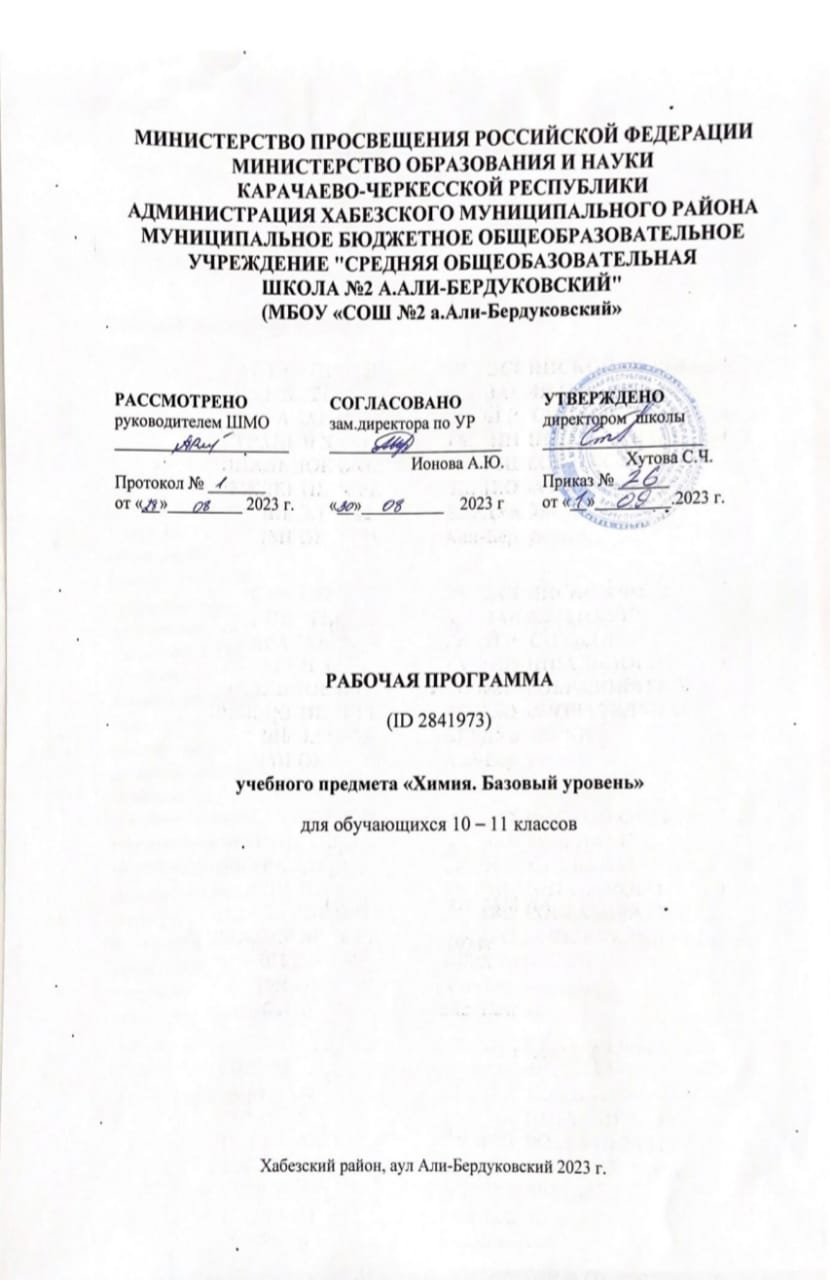 МИНИСТЕРСТВО ПРОСВЕЩЕНИЯ РОССИЙСКОЙ ФЕДЕРАЦИИ
МИНИСТЕРСТВО ОБРАЗОВАНИЯ И НАУКИ
КАРАЧАЕВО-ЧЕРКЕССКОЙ РЕСПУБЛИКИ
АДМИНИСТРАЦИЯ ХАБЕЗСКОГО МУНИЦИПАЛЬНОГО РАЙОНА
МУНИЦИПАЛЬНОЕ БЮДЖЕТНОЕ ОБЩЕОБРАЗОВАТЕЛЬНОЕ
УЧРЕЖДЕНИЕ "СРЕДНЯЯ ОБЩЕОБАЗОВАТЕЛЬНАЯ
ШКОЛА №2 А.АЛИ-БЕРДУКОВСКИЙ"
(МБОУ «СОШ №2 а.Али-Бердуковский»
РАССМОТРЕНО
руководителем ШМО
Протокол № 1
от «29» 08 2023 г.
СОГЛАСОВАНО
зам.директора по УР
Ионова А.Ю.
«30» 08 2023 г
УТВЕРЖДЕНО
директором школы
Хутова С.Ч.
Приказ № 26
от «1» 09 .2023 г.
РАБОЧАЯ ПРОГРАММА
(ID 2841973)
учебного предмета «Химия. Базовый уровень»
для обучающихся 10 – 11 классов
Хабезский район, аул Али-Бердуковский 2023 г.